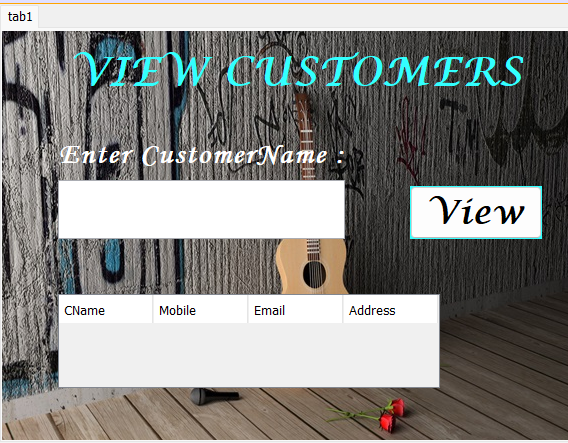 tab1
VIEW CUSTOMERS
Enter CustomerName :
View
CName Mobile Email Address